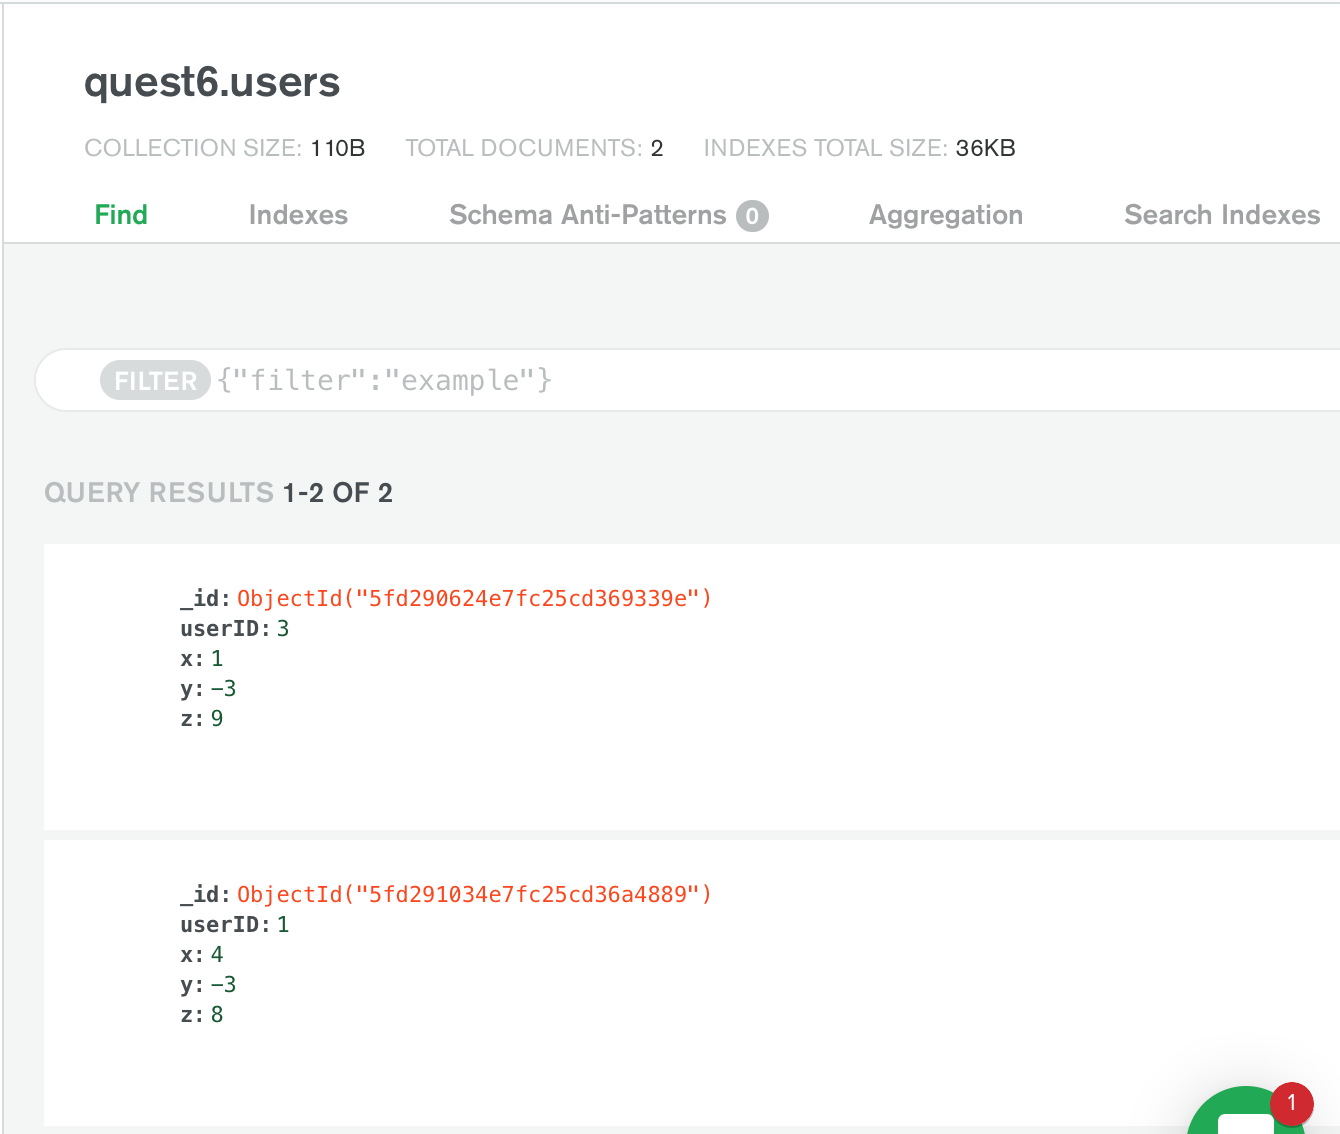 quest6.users
COLLECTION SIZE: 110B TOTAL DOCUMENTS: 2 INDEXES TOTAL SIZE: 36KB
Find Indexes Schema Anti-Patterns 0 Aggregation Search Indexes
FILTER {"filter":"example"}
QUERY RESULTS 1-2 OF 2
_id: ObjectId("5fd290624e7fc25cd369339e")
userID: 3
x: 1
y: -3
z: 9
_id: ObjectId("5fd291034e7fc25cd36a4889")
userID: 1
x: 4
y: -3
z: 8
1